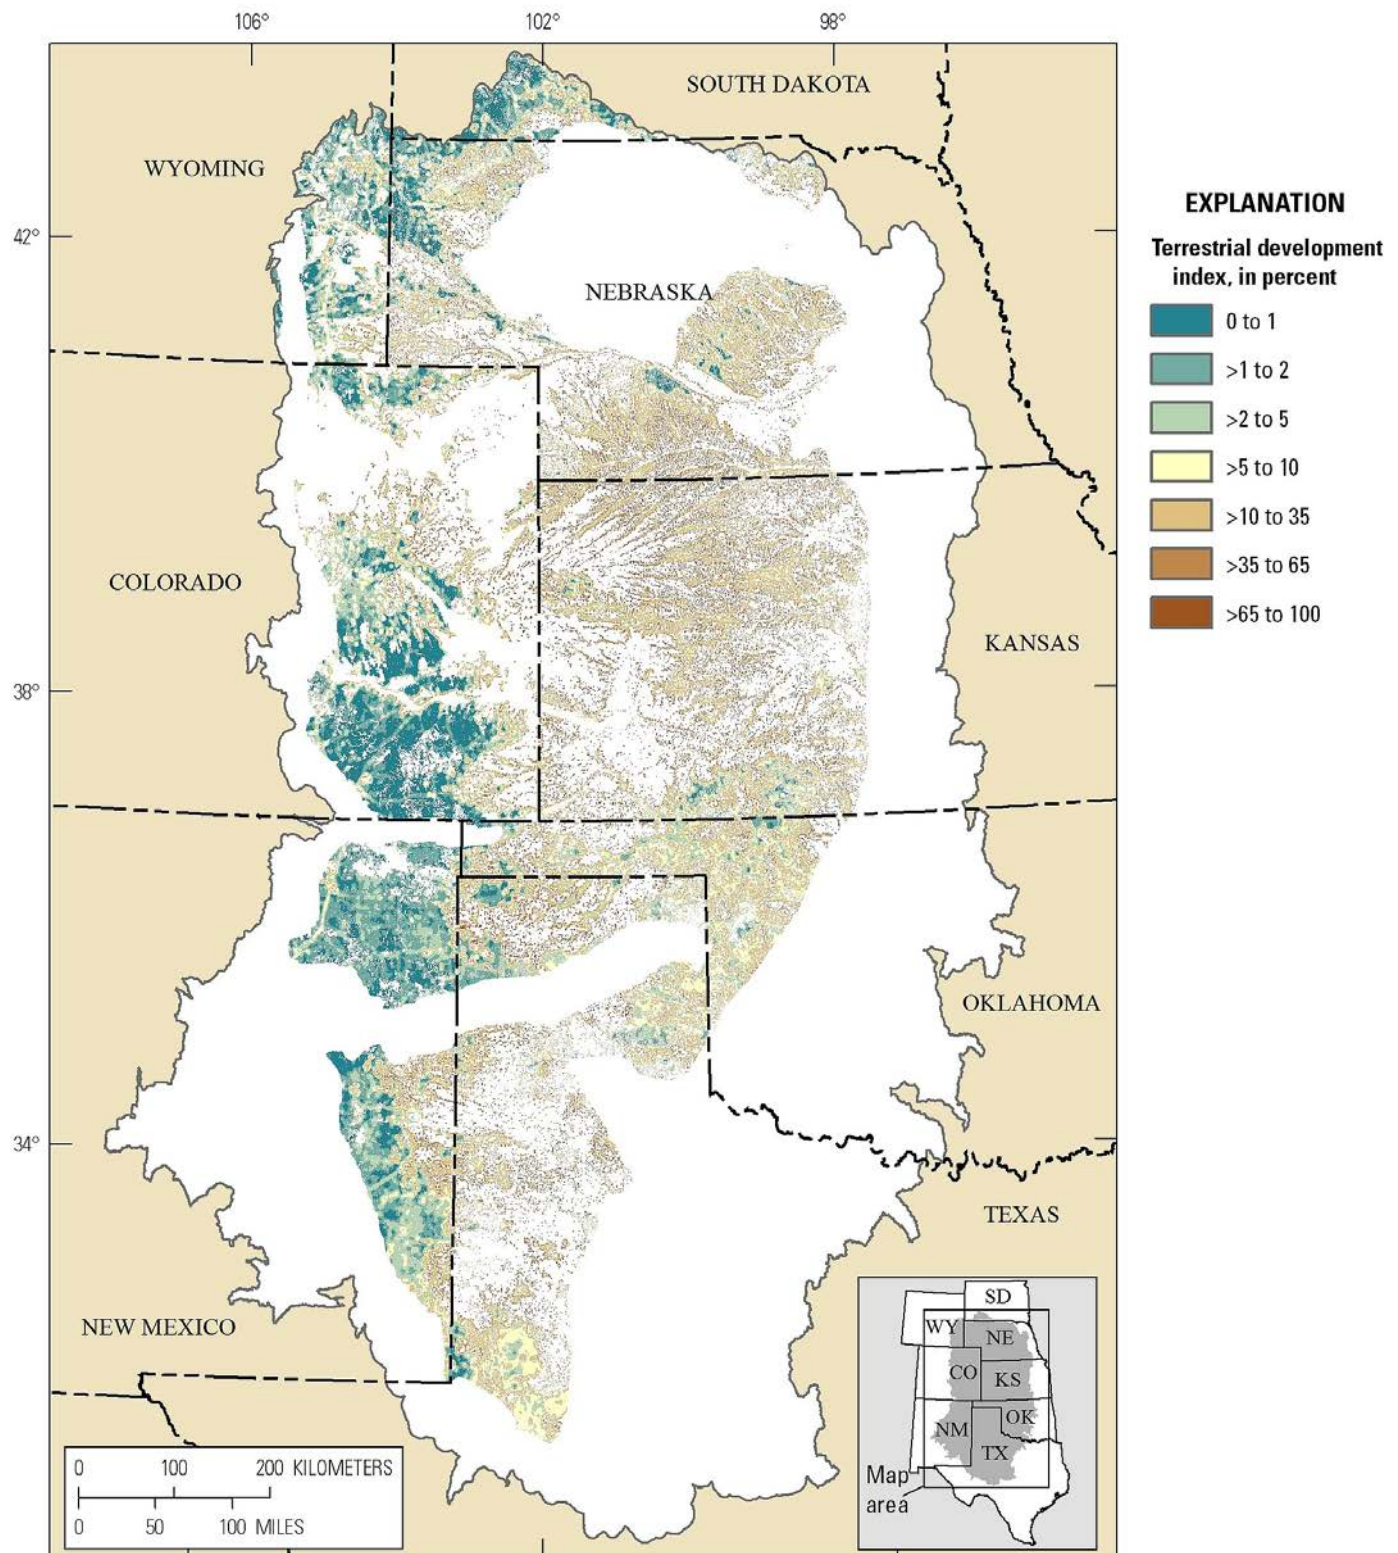 106°
102°
98°
SOUTH DAKOTA
WYOMING
42°
NEBRASKA
COLORADO
KANSAS
38°
OKLAHOMA
34°
TEXAS
NEW MEXICO
EXPLANATION
Terrestrial development
index, in percent
0 to 1
>1 to 2
>2 to 5
>5 to 10
>10 to 35
>35 to 65
>65 to 100
0 100 200 KILOMETERS
0 50 100 MILES
SD
WY
NE
CO
KS
NM
OK
TX
Map
area